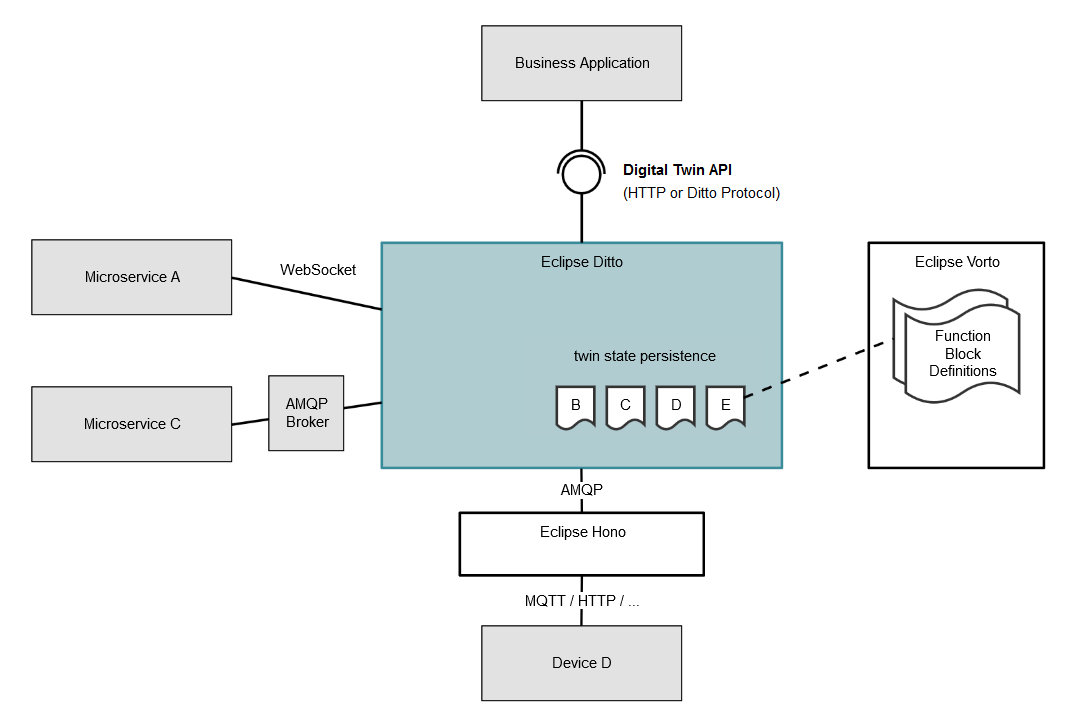 Business Application
Digital Twin API
(HTTP or Ditto Protocol)
Microservice A
WebSocket
Eclipse Ditto
Eclipse Vorto
Function
Block
Definitions
twin state persistence
B
C
D
E
Microservice C
AMQP
Broker
AMQP
Eclipse Hono
MQTT / HTTP / ...
Device D